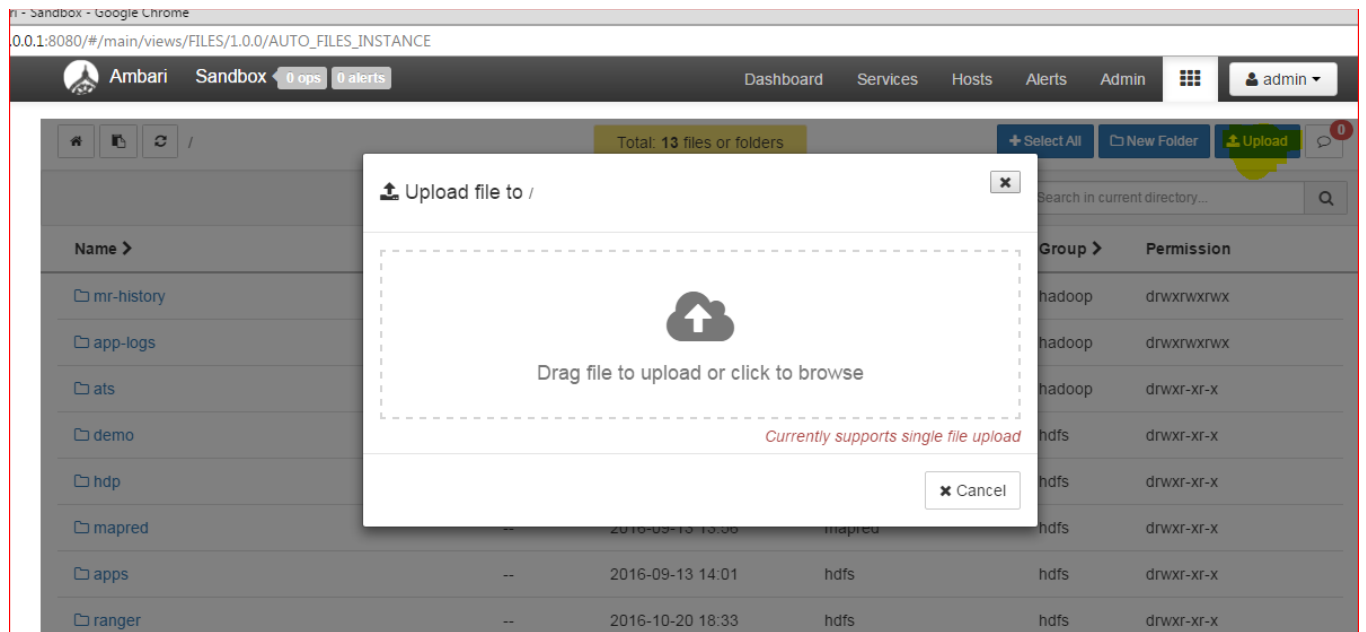 ri - Sandbox - Google Chrome
.0.0.1:8080/#/main/views/FILES/1.0.0/AUTO_FILES_INSTANCE
Ambari Sandbox 0 ops 0 alerts Dashboard Services Hosts Alerts Admin admin
/ Total: 13 files or folders Select All New Folder Upload 0
Upload file to /
Search in current directory...
Name Group Permission
mr-history hadoop drwxrwxrwx
app-logs hadoop drwxrwxrwx
Drag file to upload or click to browse
ats hadoop drwxr-xr-x
Currently supports single file upload
demo hdfs drwxr-xr-x
hdp hdfs drwxr-xr-x
Cancel
mapred -- 2016-09-13 13:56 mapred hdfs drwxr-xr-x
apps -- 2016-09-13 14:01 hdfs hdfs drwxr-xr-x
ranger -- 2016-10-20 18:33 hdfs hdfs drwxr-xr-x